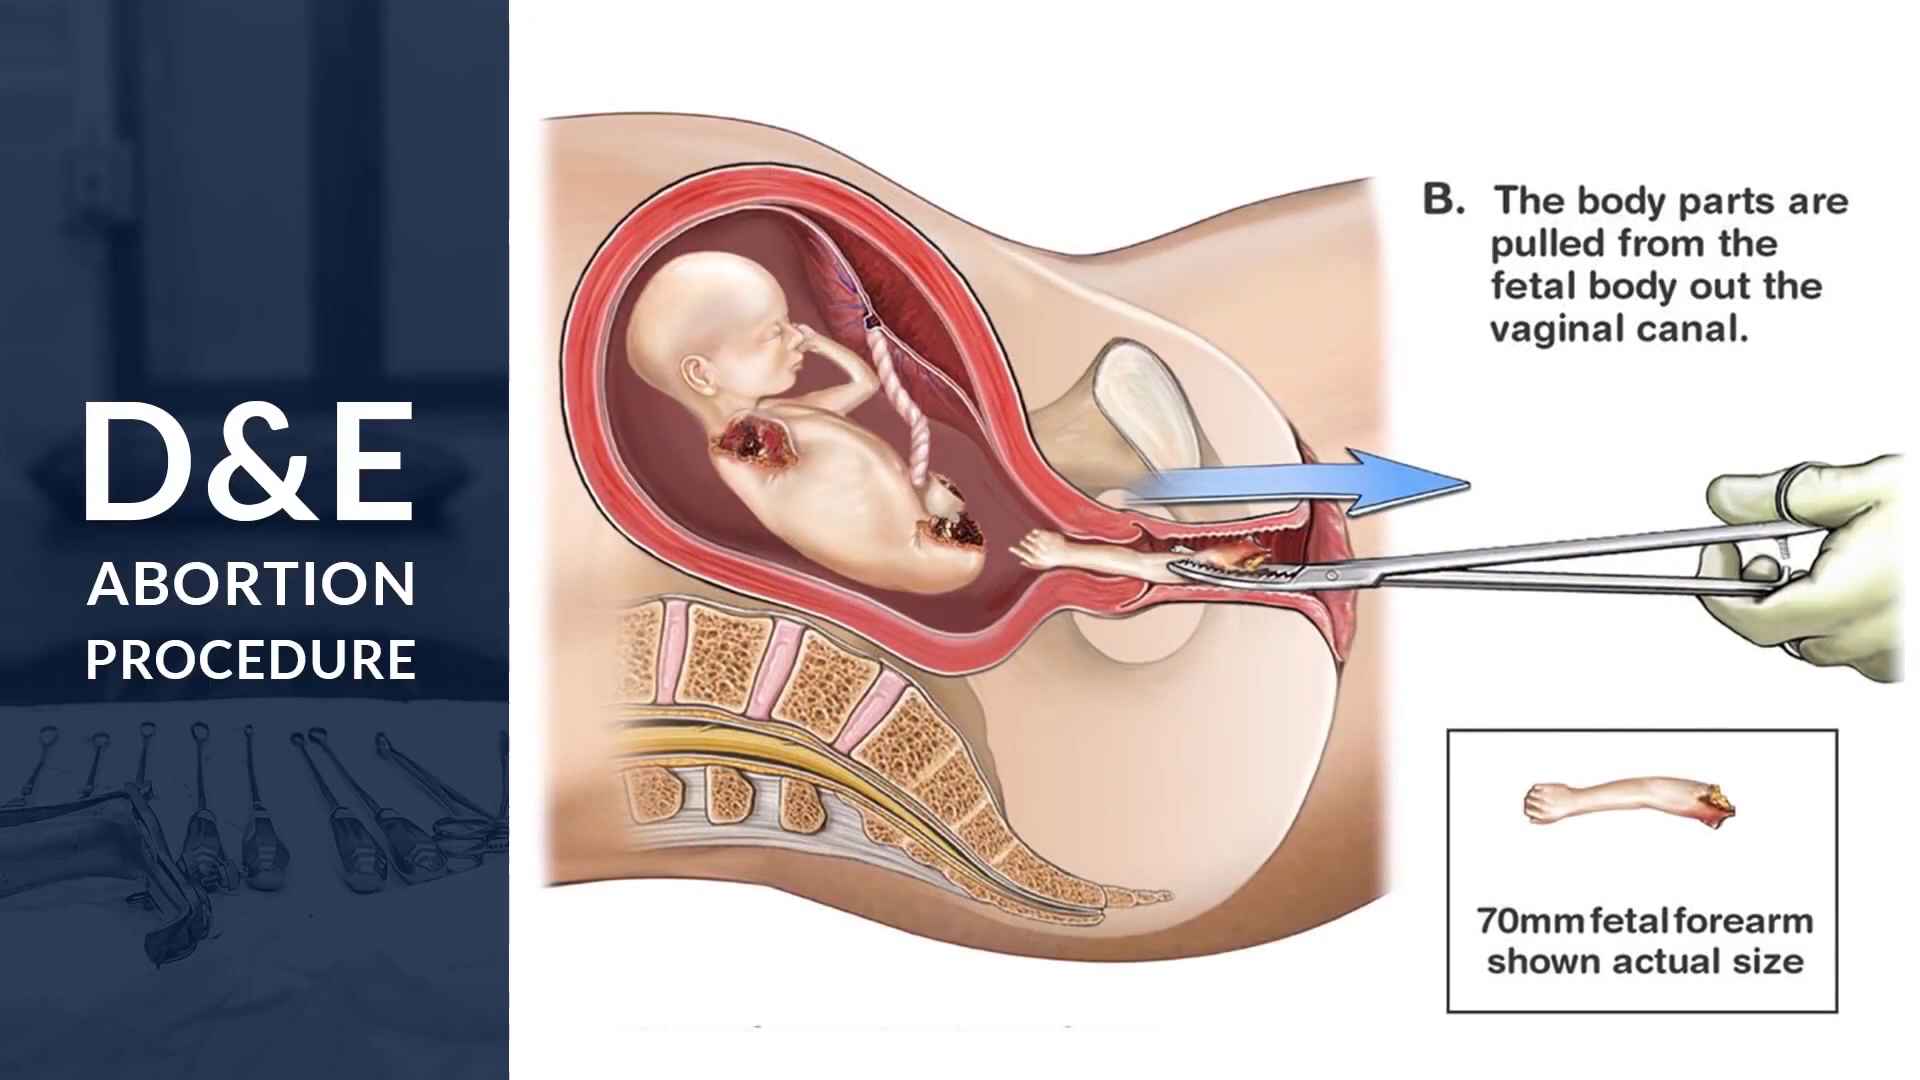 D&E
ABORTION
PROCEDURE
B. The body parts are
pulled from the
fetal body out the
vaginal canal.
70mm fetal forearm
shown actual size